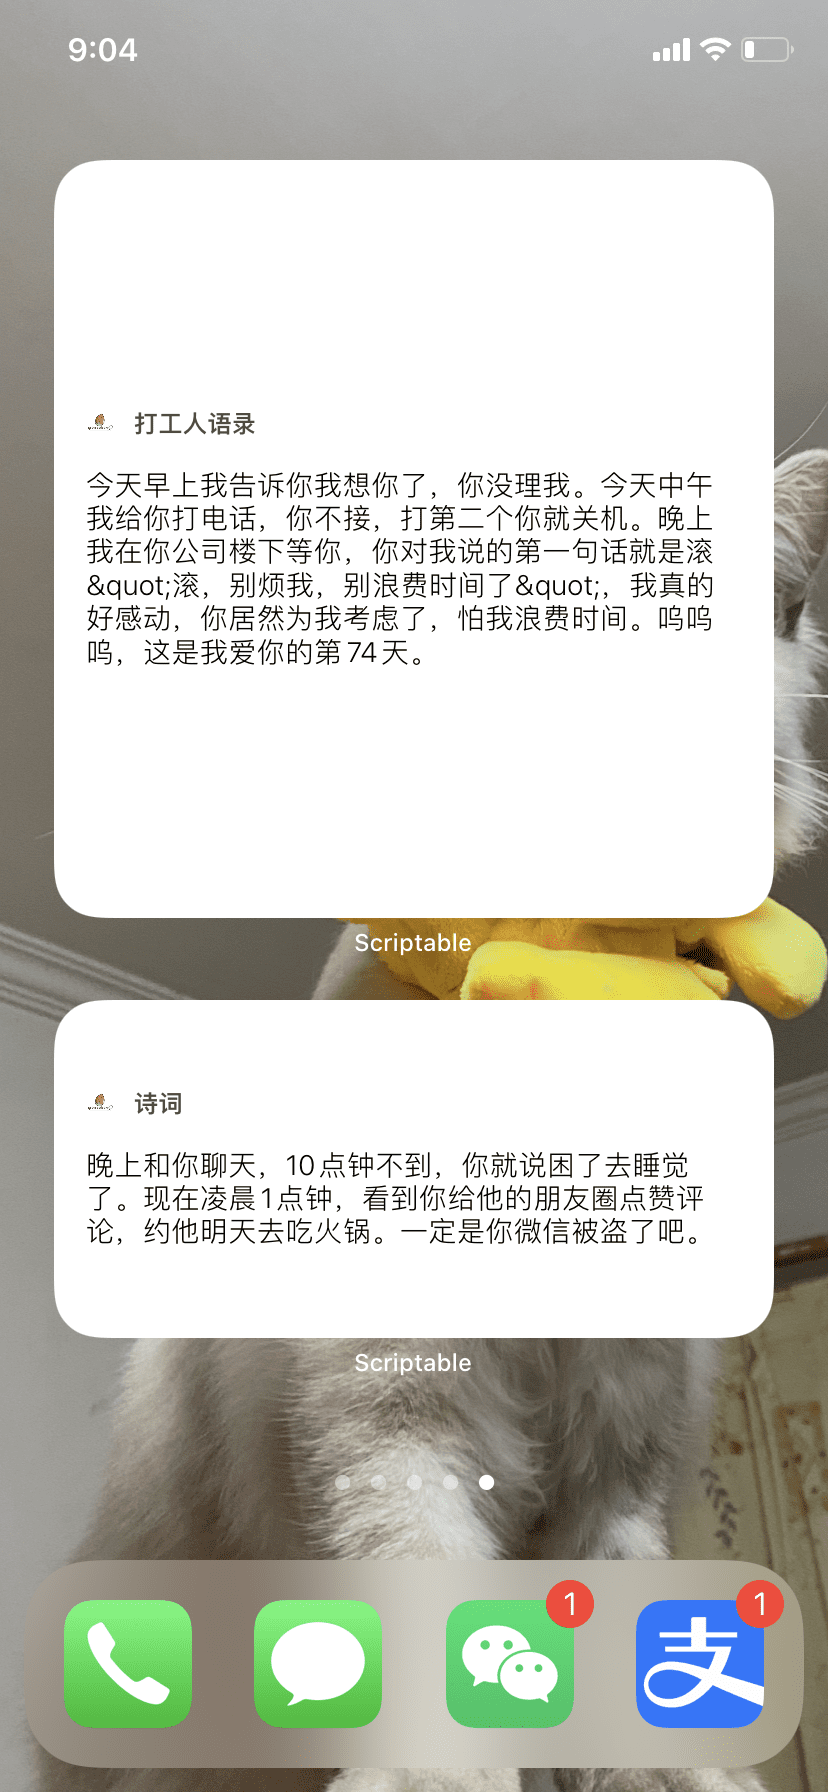 9:04
打工人语录
今天早上我告诉你我想你了，你没理我。今天中午
我给你打电话，你不接，打第二个你就关机。晚上
我在你公司楼下等你，你对我说的第一句话就是滚
&quot;滚，别烦我，别浪费时间了&quot;，我真的
好感动，你居然为我考虑了，怕我浪费时间。呜呜
呜，这是我爱你的第74天。
Scriptable
诗词
晚上和你聊天，10点钟不到，你就说困了去睡觉
了。现在凌晨1点钟，看到你给他的朋友圈点赞评
论，约他明天去吃火锅。一定是你微信被盗了吧。
Scriptable
1
1
支